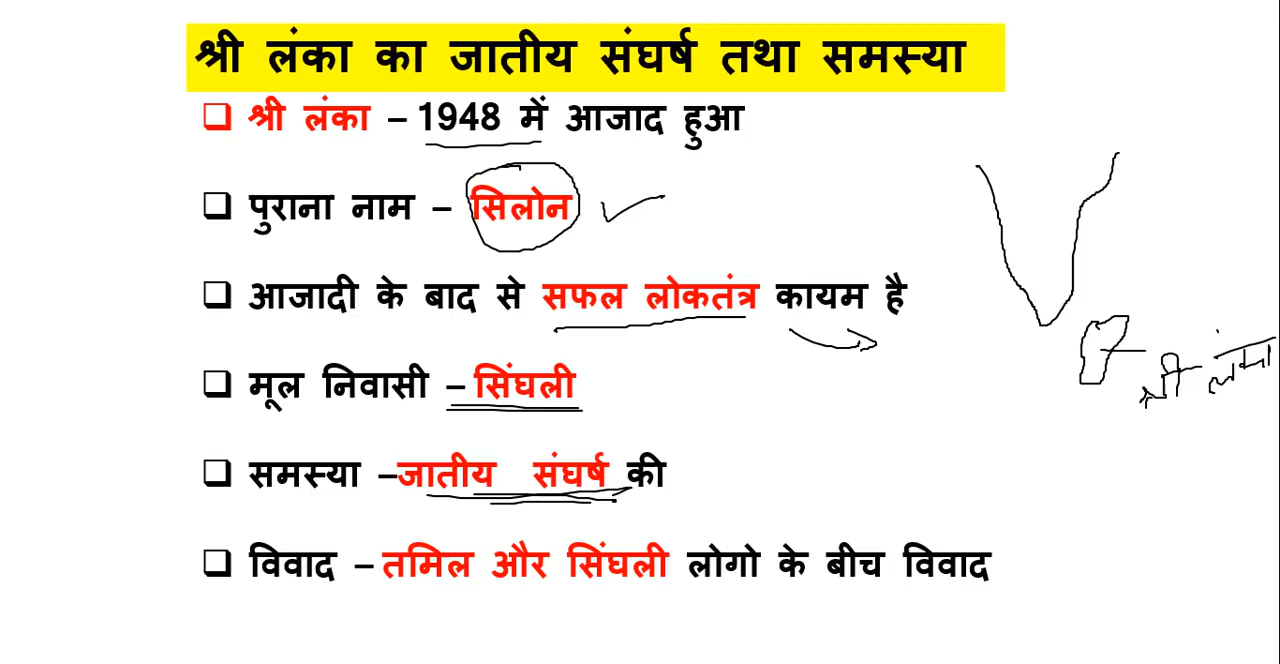 श्री लंका का जातीय संघर्ष तथा समस्या
❑ श्री लंका – 1948 में आजाद हुआ
❑ पुराना नाम – सिलोन
❑ आजादी के बाद से सफल लोकतंत्र कायम है
❑ मूल निवासी – सिंघली
❑ समस्या –जातीय संघर्ष की
❑ विवाद – तमिल और सिंघली लोगो के बीच विवाद
श्री लंका